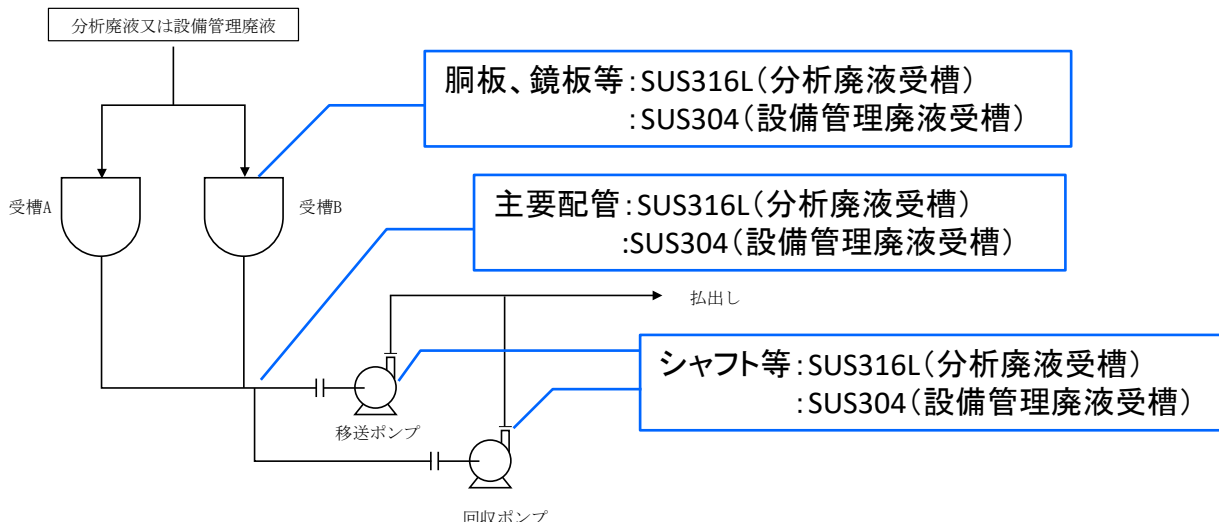 分析廃液又は設備管理廃液
胴板、鏡板等:SUS316L(分析廃液受槽)
:SUS304(設備管理廃液受槽)
受槽A
受槽B
主要配管:SUS316L(分析廃液受槽)
:SUS304(設備管理廃液受槽)
払出し
シャフト等:SUS316L(分析廃液受槽)
:SUS304(設備管理廃液受槽)
移送ポンプ
回収ポンプ